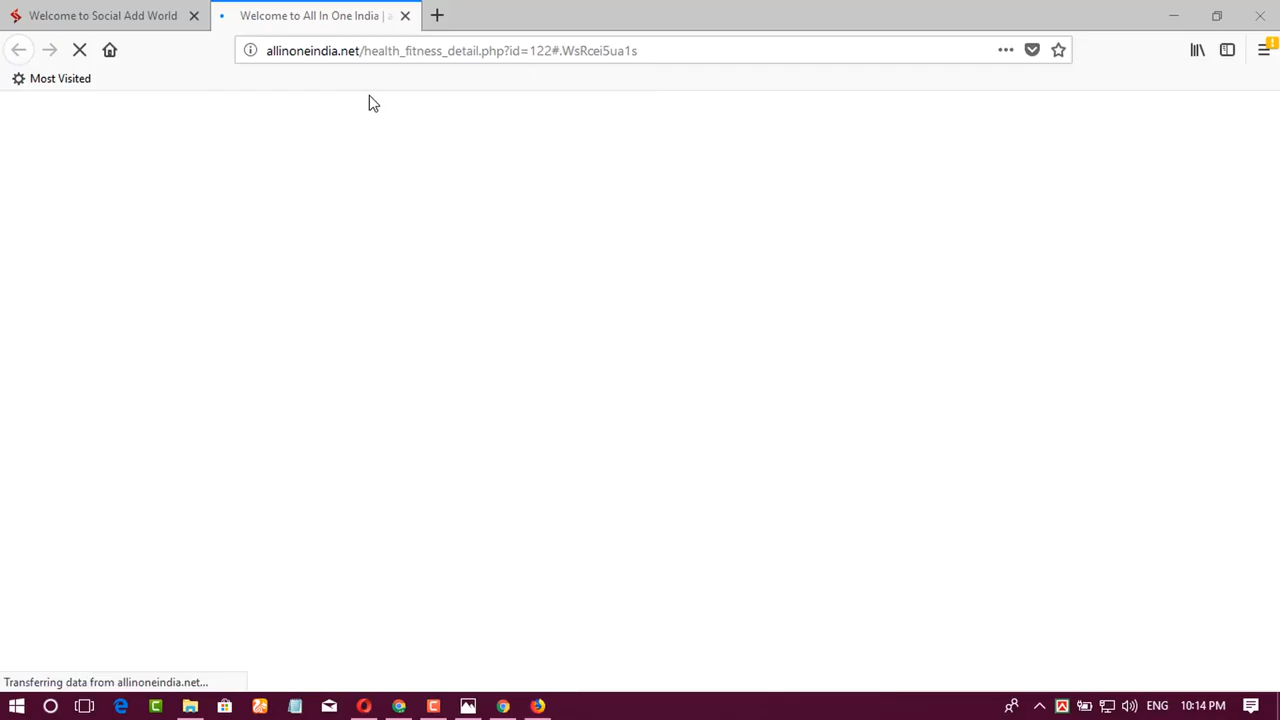 Welcome to Social Add World
Welcome to All In One India |
allinoneindia.net/health_fitness_detail.php?id=122#.WsRcei5ua1s
Most Visited
Transferring data from allinoneindia.net...
ENG
10:14 PM